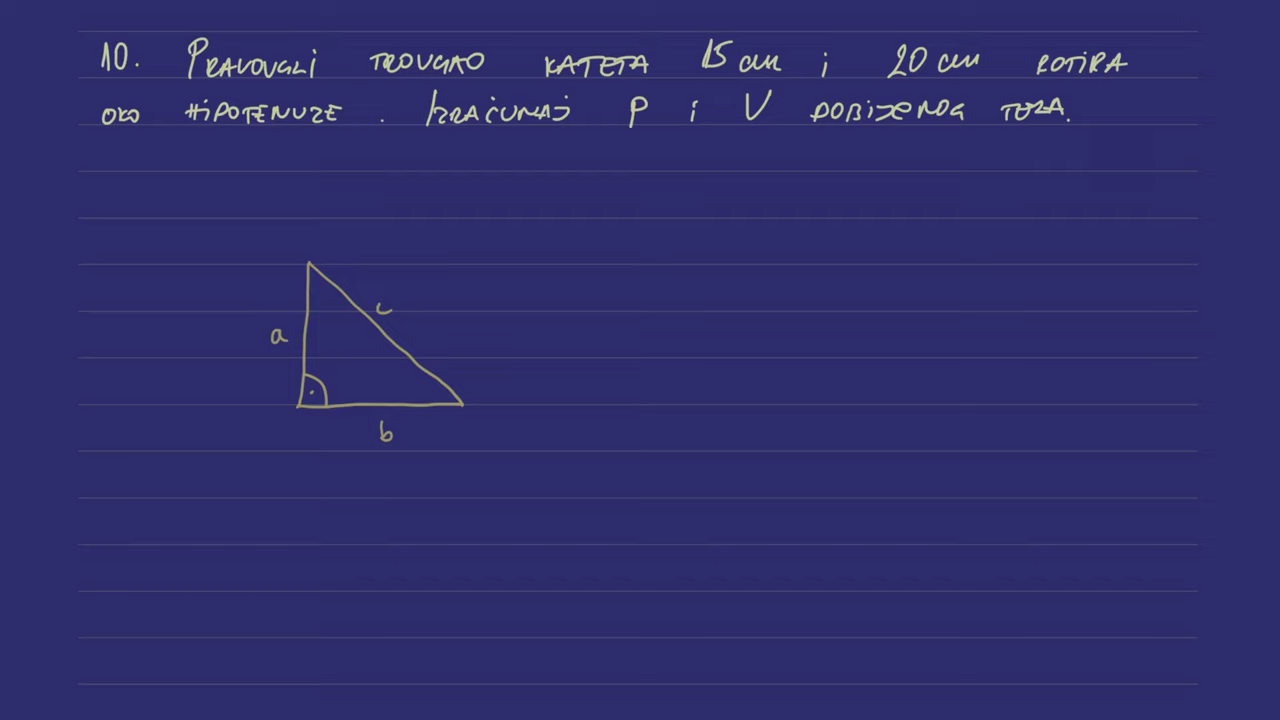 10. PRAVOUGLI TROUGAO KATETA 15 cm i 20 cm ROTIRA
OKO HIPOTENUZE. IZRAČUNAJ P i V DOBIJENOG TELA.
c
a
b